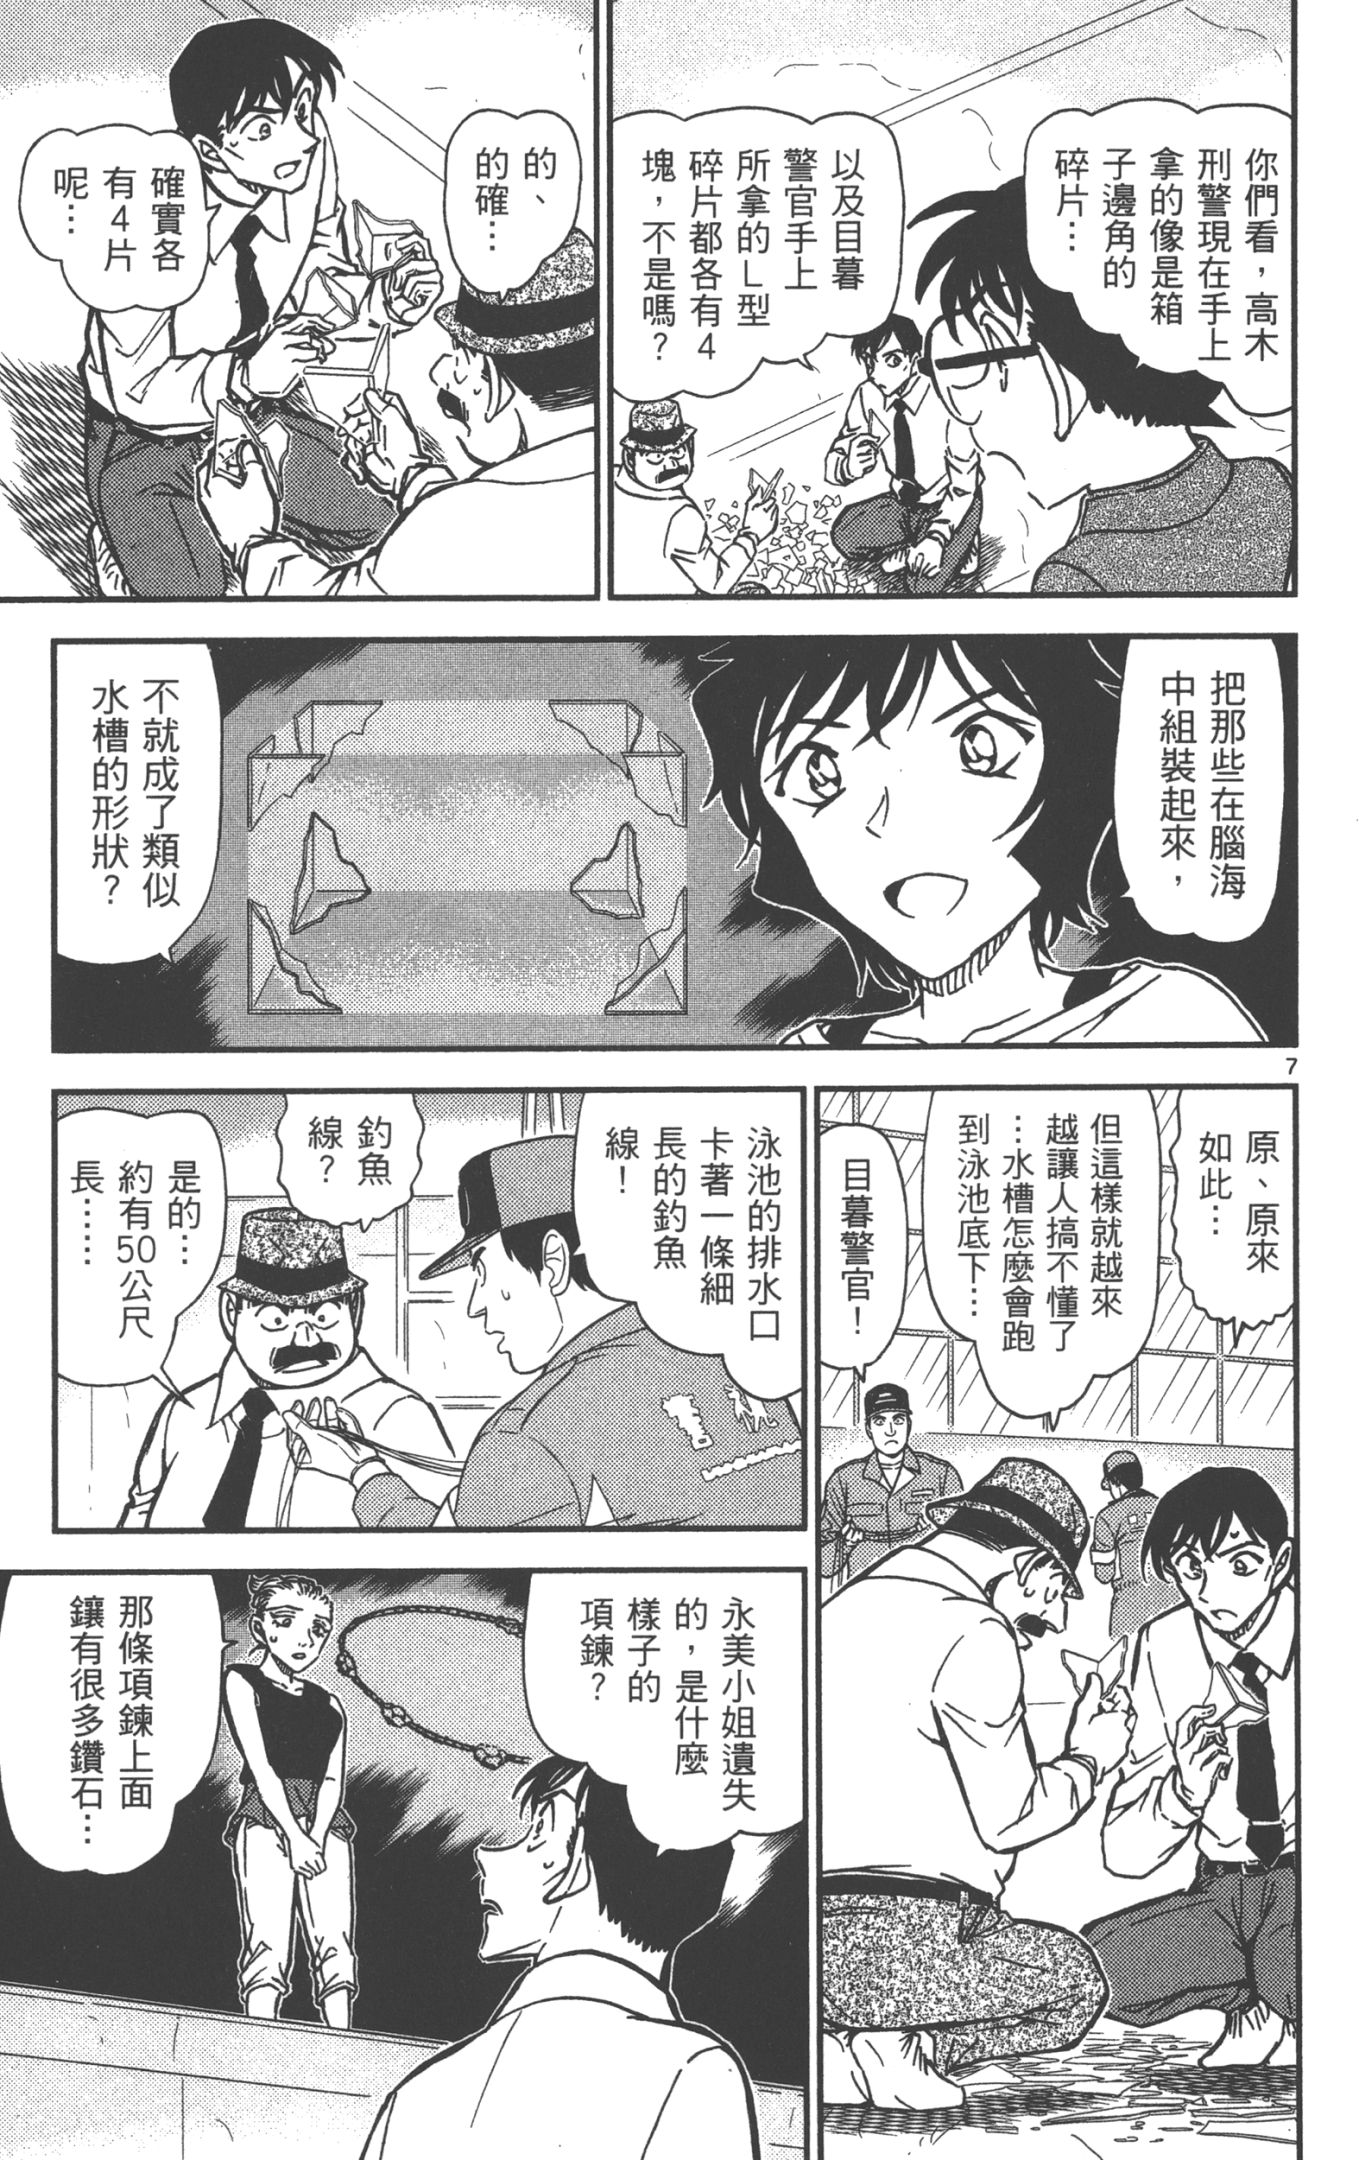 你們看，高木
刑警現在手上
拿的像是箱
子邊角的
碎片…
以及目暮
警官手上
所拿的L型
碎片都各有4
塊，不是嗎？
的、
的確…
確實各
有4片
呢…
把那些在腦海
中組裝起來，
不就成了類似
水槽的形狀？
7
原、原來
如此…
但這樣就越來
越讓人搞不懂了
…水槽怎麼會跑
到泳池底下…
目暮警官！
泳池的排水口
卡著一條細
長的釣魚
線！
釣魚
線？
是的…
約有50公尺
長……
永美小姐遺失
的，是什麼
樣子的
項鍊？
那條項鍊上面
鑲有很多鑽石…